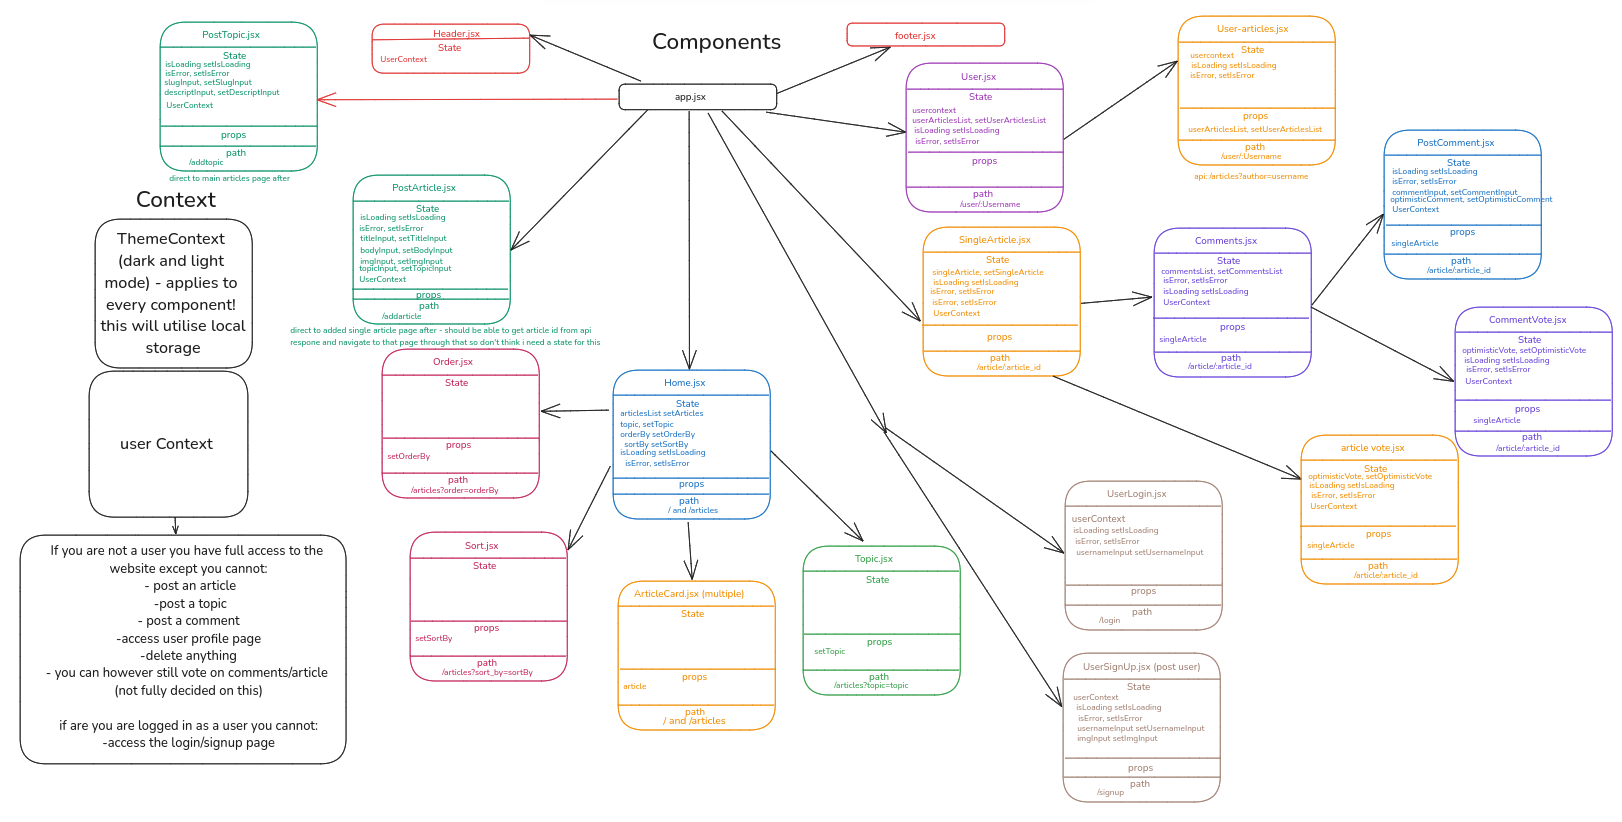 Components
PostTopic.jsx
State
isLoading setIsLoading
isError, setIsError
slugInput, setSlugInput
descriptInput, setDescriptInput
UserContext
props
path
/addtopic
direct to main articles page after
Header.jsx
State
UserContext
app.jsx
footer.jsx
User.jsx
State
usercontext
userArticlesList, setUserArticlesList
isLoading setIsLoading
isError, setIsError
props
path
/user/:Username
User-articles.jsx
State
usercontext
isLoading setIsLoading
isError, setIsError
props
userArticlesList, setUserArticlesList
path
/user/:Username
api: /articles?author=username
PostComment.jsx
State
isLoading setIsLoading
isError, setIsError
commentInput, setCommentInput
optimisticComment, setOptimisticComment
UserContext
props
singleArticle
path
/article/:article_id
Context
ThemeContext
(dark and light
mode) - applies to
every component!
this will utilise local
storage
user Context
If you are not a user you have full access to the
website except you cannot:
- post an article
-post a topic
- post a comment
-access user profile page
-delete anything
- you can however still vote on comments/article
(not fully decided on this)
if are you are logged in as a user you cannot:
-access the login/signup page
PostArticle.jsx
State
isLoading setIsLoading
isError, setIsError
titleInput, setTitleInput
bodyInput, setBodyInput
imgInput, setImgInput
topicInput, setTopicInput
UserContext
props
path
/addarticle
direct to added single article page after - should be able to get article id from api
respone and navigate to that page through that so don't think i need a state for this
SingleArticle.jsx
State
singleArticle, setSingleArticle
isLoading setIsLoading
isError, setIsError
isError, setIsError
UserContext
props
path
/article/:article_id
Comments.jsx
State
commentsList, setCommentsList
isError, setIsError
isLoading setIsLoading
UserContext
props
singleArticle
path
/article/:article_id
CommentVote.jsx
State
optimisticVote, setOptimisticVote
isLoading setIsLoading
isError, setIsError
UserContext
props
singleArticle
path
/article/:article_id
Order.jsx
State
props
setOrderBy
path
/articles?order=orderBy
Home.jsx
State
articlesList setArticles
topic, setTopic
orderBy setOrderBy
sortBy setSortBy
isLoading setIsLoading
isError, setIsError
props
path
/ and /articles
article vote.jsx
State
optimisticVote, setOptimisticVote
isLoading setIsLoading
isError, setIsError
UserContext
props
singleArticle
path
/article/:article_id
UserLogin.jsx
userContext
isLoading setIsLoading
isError, setIsError
usernameInput setUsernameInput
props
path
/login
Sort.jsx
State
props
setSortBy
path
/articles?sort_by=sortBy
ArticleCard.jsx (multiple)
State
props
article
path
/ and /articles
Topic.jsx
State
props
setTopic
path
/articles?topic=topic
UserSignUp.jsx (post user)
State
userContext
isLoading setIsLoading
isError, setIsError
usernameInput setUsernameInput
imgInput setImgInput
props
path
/signup